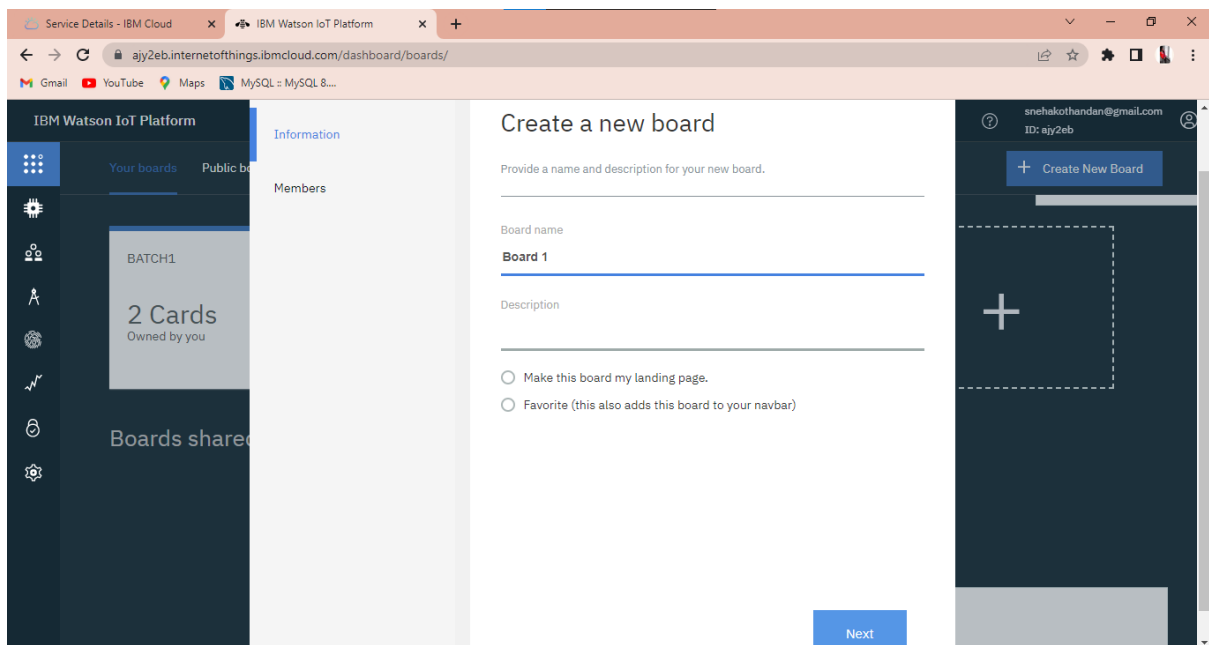 Service Details - IBM Cloud
IBM Watson IoT Platform
ajy2eb.internetofthings.ibmcloud.com/dashboard/boards/
Gmail
YouTube
Maps
MySQL :: MySQL 8....
IBM Watson IoT Platform
snehakothandan@gmail.com
ID: ajy2eb
Your boards
Public bo
Create New Board
Information
Members
Create a new board
Provide a name and description for your new board.
Board name
Board 1
Description
Make this board my landing page.
Favorite (this also adds this board to your navbar)
BATCH1
2 Cards
Owned by you
Boards shared
Next